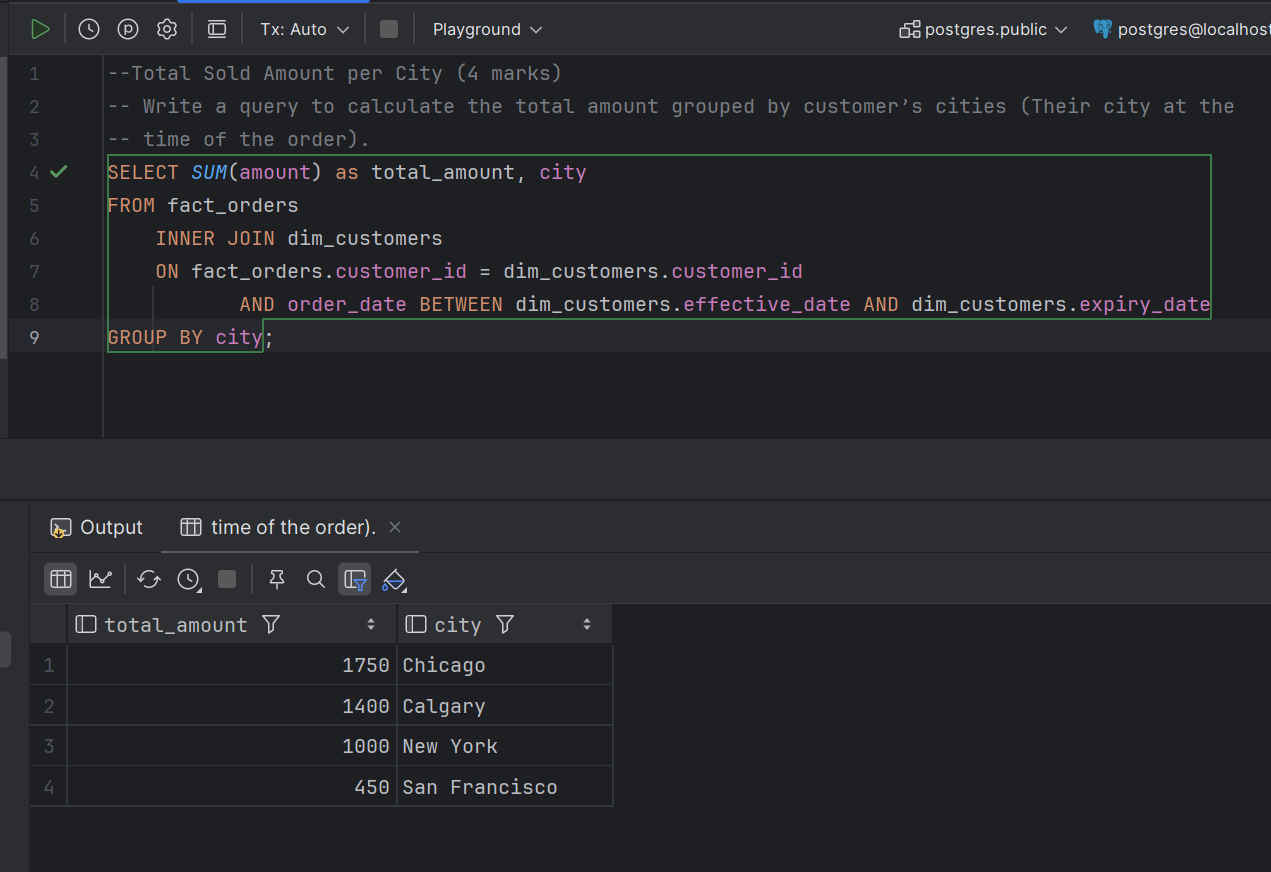 Tx: Auto Playground postgres.public postgres@localhost
1 --Total Sold Amount per City (4 marks)
2 -- Write a query to calculate the total amount grouped by customer’s cities (Their city at the
3 -- time of the order).
4 SELECT SUM(amount) as total_amount, city
5 FROM fact_orders
6 INNER JOIN dim_customers
7 ON fact_orders.customer_id = dim_customers.customer_id
8 AND order_date BETWEEN dim_customers.effective_date AND dim_customers.expiry_date
9 GROUP BY city;
Output time of the order).
total_amount city
1 1750 Chicago
2 1400 Calgary
3 1000 New York
4 450 San Francisco